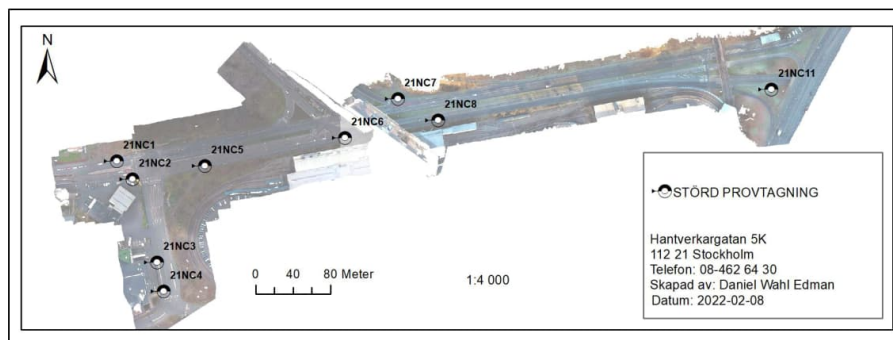 N
21NC7
21NC11
21NC8
21NC6
21NC1
21NC5
21NC2
21NC3
21NC4
0 40 80 Meter
1:4 000
STÖRD PROVTAGNING
Hantverkargatan 5K
112 21 Stockholm
Telefon: 08-462 64 30
Skapad av: Daniel Wahl Edman
Datum: 2022-02-08